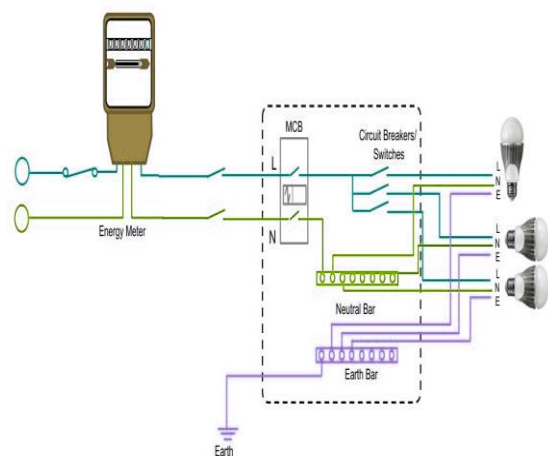 MCB
Circuit Breakers/
Switches
L
N
Energy Meter
L
N
E
L
N
E
L
N
E
Neutral Bar
Earth Bar
Earth